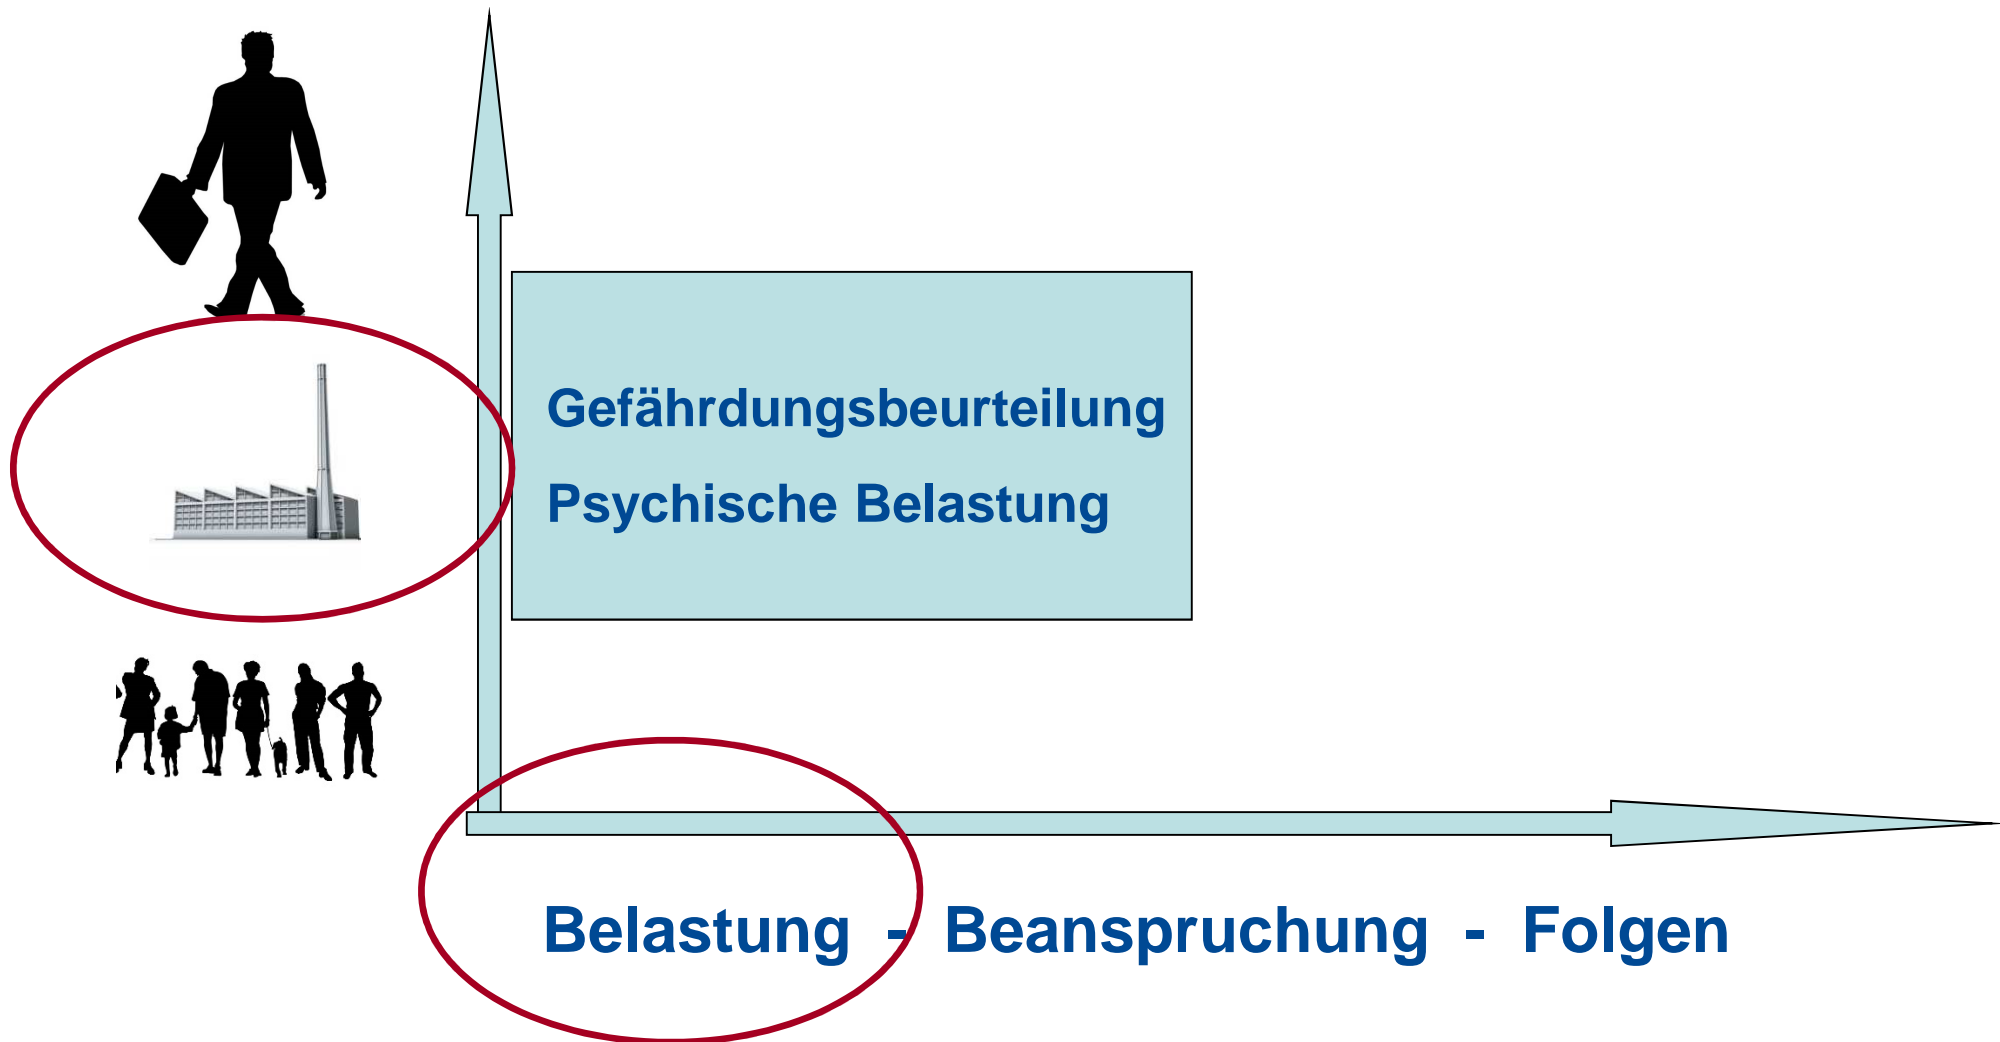 Gefährdungsbeurteilung
Psychische Belastung
Belastung - Beanspruchung - Folgen